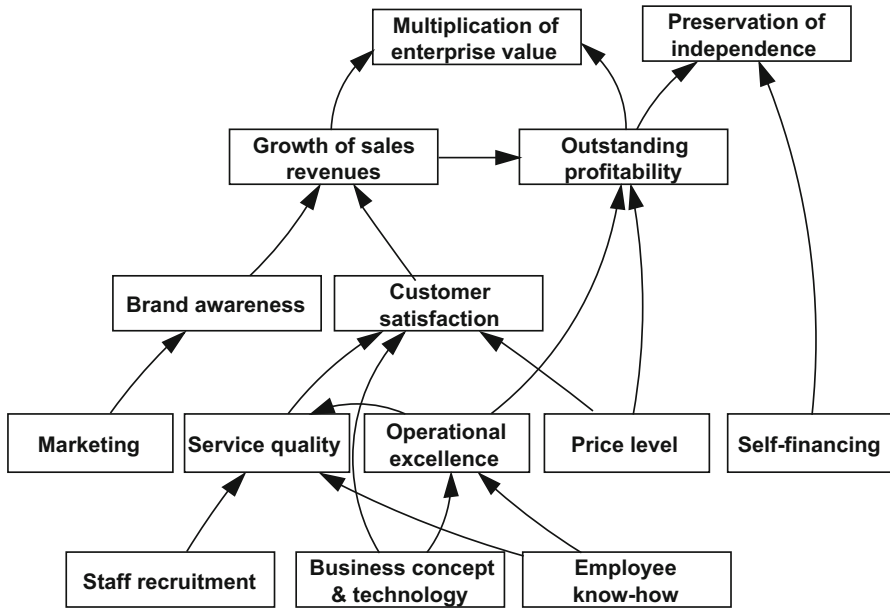 Multiplication of
enterprise value
Preservation of
independence
Growth of sales
revenues
Outstanding
profitability
Brand awareness
Customer
satisfaction
Marketing
Service quality
Operational
excellence
Price level
Self-financing
Staff recruitment
Business concept
& technology
Employee
know-how